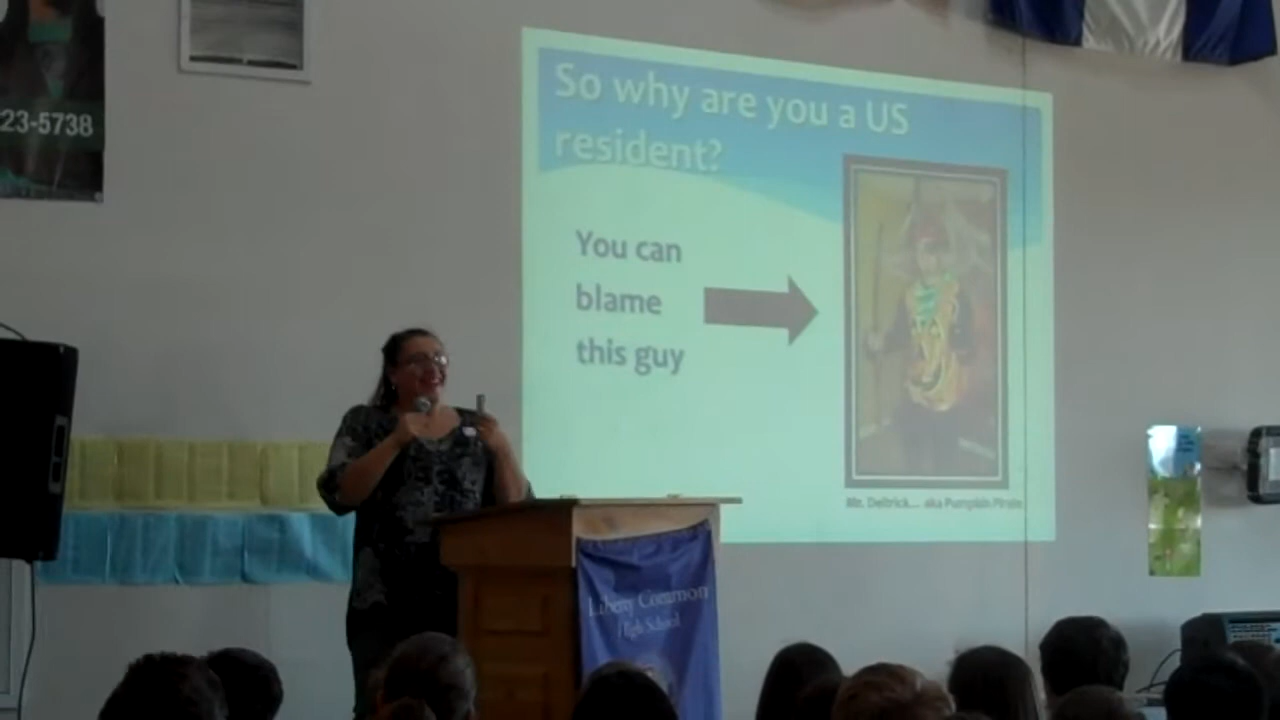 23-5738
So why are you a US
resident?
You can
blame
this guy
Mr. Deitrick... aka Pumpkin Pirate
Liberty Common
High School